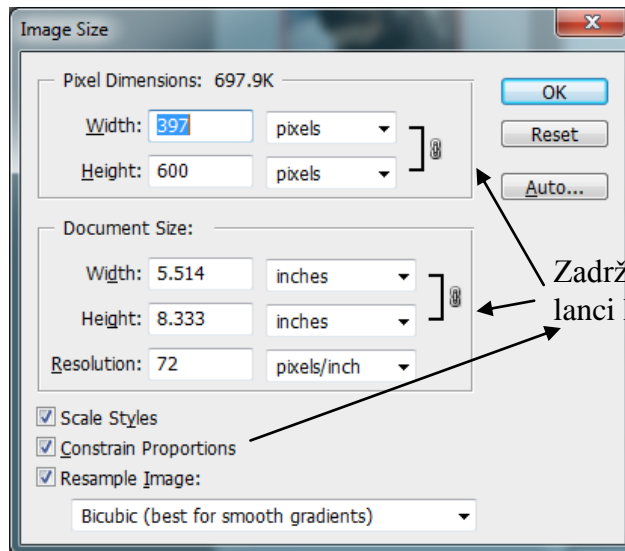 Image Size
Pixel Dimensions: 697.9K
OK
Width: 397 pixels
Reset
Height: 600 pixels
Auto...
Document Size:
Width: 5.514 inches
Height: 8.333 inches
lanci
Resolution: 72 pixels/inch
Scale Styles
Constrain Proportions
Resample Image:
Bicubic (best for smooth gradients)